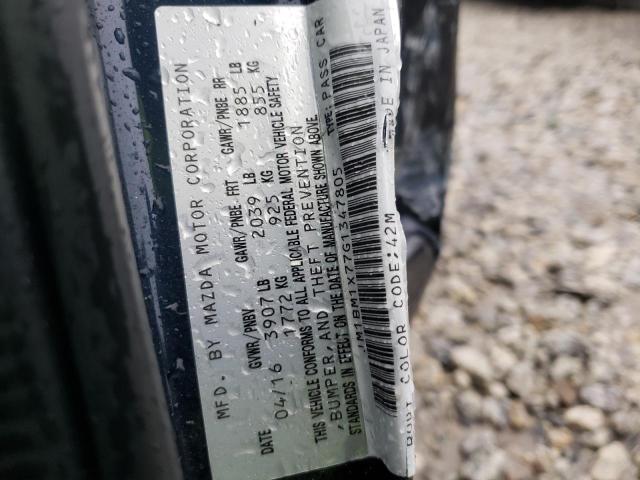 MFD. BY MAZDA MOTOR CORPORATION
GVWR/PNBV GAWR/PNBE FRT GAWR/PNBE RR
DATE 04/16 3907 LB 2039 LB 1885 LB
1772 KG 925 KG 855 KG
THIS VEHICLE CONFORMS TO ALL APPLICABLE FEDERAL MOTOR VEHICLE SAFETY
,BUMPER,AND THEFT PREVENTION
STANDARDS IN EFFECT ON THE DATE OF MANUFACTURE SHOWN ABOVE.
JM1BM1X77G1347805 TYPE:PASS CAR
COLOR CODE:42M MADE IN JAPAN